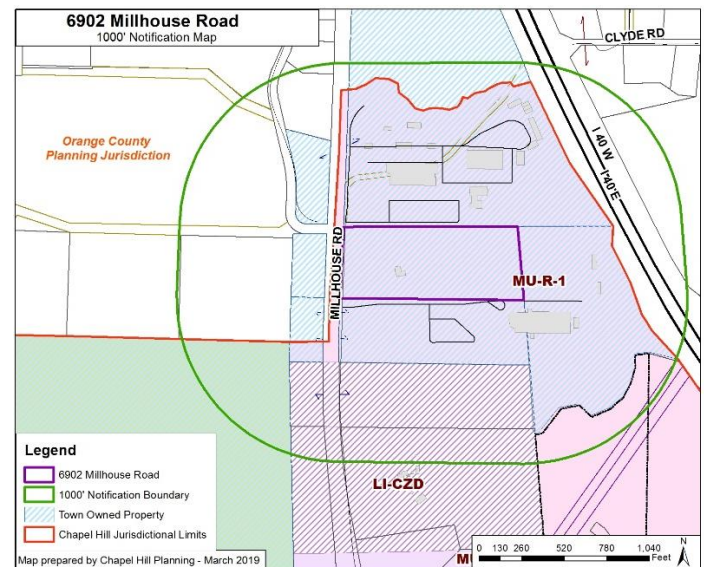 6902 Millhouse Road
1000' Notification Map
CLYDE RD
Orange County
Planning Jurisdiction
I 40 W
I 40 E
MILLHOUSE RD
MU-R-1
Legend
6902 Millhouse Road
1000' Notification Boundary
Town Owned Property
Chapel Hill Jurisdictional Limits
LI-CZD
Map prepared by Chapel Hill Planning - March 2019
0 130 260 520 780 1,040
Feet
N